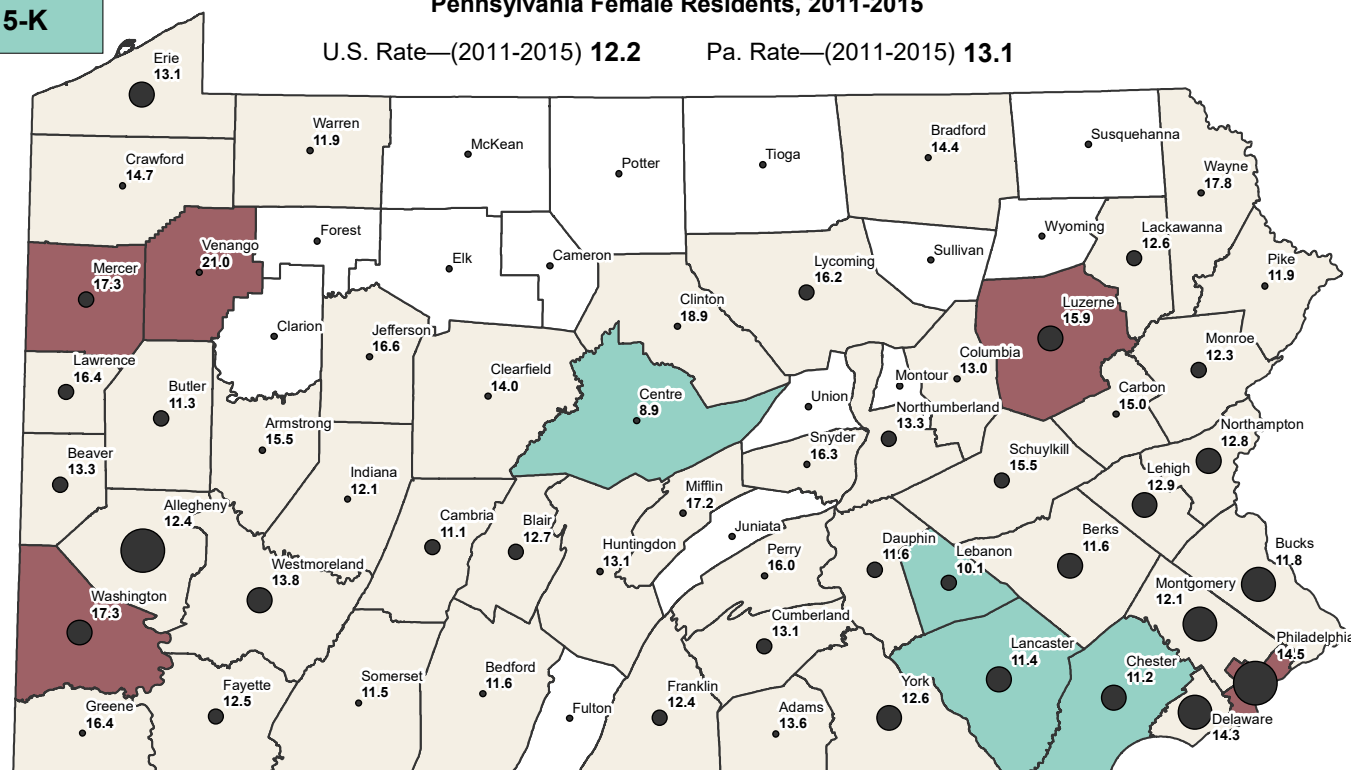 5-K
Pennsylvania Female Residents, 2011-2015
U.S. Rate—(2011-2015) 12.2
Pa. Rate—(2011-2015) 13.1
Erie
13.1
Warren
11.9
McKean
Potter
Tioga
Bradford
14.4
Susquehanna
Crawford
14.7
Wayne
17.8
Venango
21.0
Forest
Elk
Cameron
Sullivan
Wyoming
Lackawanna
12.6
Mercer
17.3
Lycoming
16.2
Pike
11.9
Clinton
18.9
Luzerne
15.9
Clarion
Jefferson
16.6
Columbia
13.0
Monroe
12.3
Lawrence
16.4
Butler
11.3
Clearfield
14.0
Centre
8.9
Union
Montour
Carbon
15.0
Northumberland
13.3
Armstrong
15.5
Snyder
16.3
Northampton
12.8
Beaver
13.3
Schuylkill
15.5
Indiana
12.1
Lehigh
12.9
Mifflin
17.2
Allegheny
12.4
Cambria
11.1
Blair
12.7
Juniata
Berks
11.6
Huntingdon
13.1
Perry
16.0
Dauphin
11.6
Lebanon
10.1
Bucks
11.8
Westmoreland
13.8
Montgomery
12.1
Washington
17.3
Cumberland
13.1
Philadelphia
14.5
Lancaster
11.4
Chester
11.2
Bedford
11.6
Somerset
11.5
Fayette
12.5
Franklin
12.4
York
12.6
Greene
16.4
Fulton
Adams
13.6
Delaware
14.3